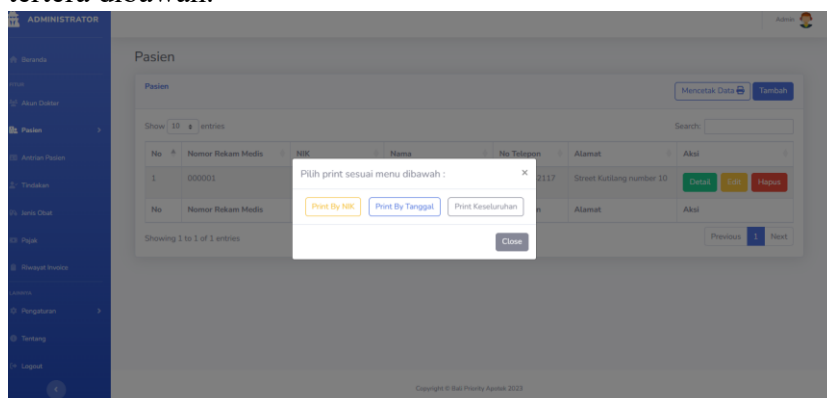 tertera dibawah.
ADMINISTRATOR
Admin
Beranda
Pasien
Pasien
Mencetak Data
Tambah
Akun Dokter
Show 10 entries
Search:
Pasien
No Nomor Rekam Medis NIK Nama No Telepon Alamat Aksi
Antrian Pasien
1 000001 2117 Street Kutilang number 10 Detail Edit Hapus
Pilih print sesuai menu dibawah : ×
Tindakan
Print By NIK Print By Tanggal Print Keseluruhan
Jenis Obat
No Nomor Rekam Medis n Alamat Aksi
Pajak
Showing 1 to 1 of 1 entries
Close
Previous 1 Next
Riwayat Invoice
Pengaturan
Tentang
Logout
Copyright © Bali Priority Apotek 2023